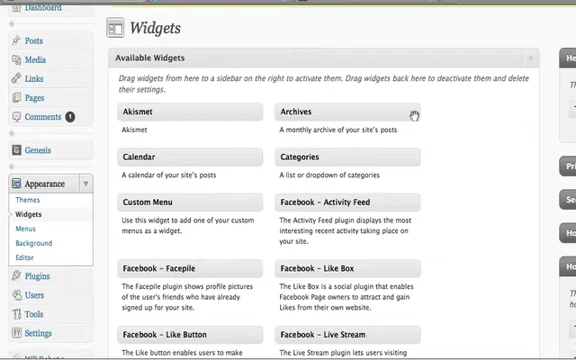 Dashboard
Posts
Media
Links
Pages
Comments 1
Genesis
Appearance
Themes
Widgets
Menus
Background
Editor
Plugins
Users
Tools
Settings
Widgets
Available Widgets
Drag widgets from here to a sidebar on the right to activate them. Drag widgets back here to deactivate them and delete
their settings.
Akismet
Akismet
Archives
A monthly archive of your site's posts
Calendar
A calendar of your site's posts
Categories
A list or dropdown of categories
Custom Menu
Use this widget to add one of your custom
menus as a widget.
Facebook – Activity Feed
The Activity Feed plugin displays the most
interesting recent activity taking place on
your site.
Facebook – Facepile
The Facepile plugin shows profile pictures
of the user's friends who have already
signed up for your site.
Facebook – Like Box
The Like Box is a social plugin that enables
Facebook Page owners to attract and gain
Likes from their own website.
Facebook – Like Button
The Like button enables users to make
Facebook – Live Stream
The Live Stream plugin lets users visiting